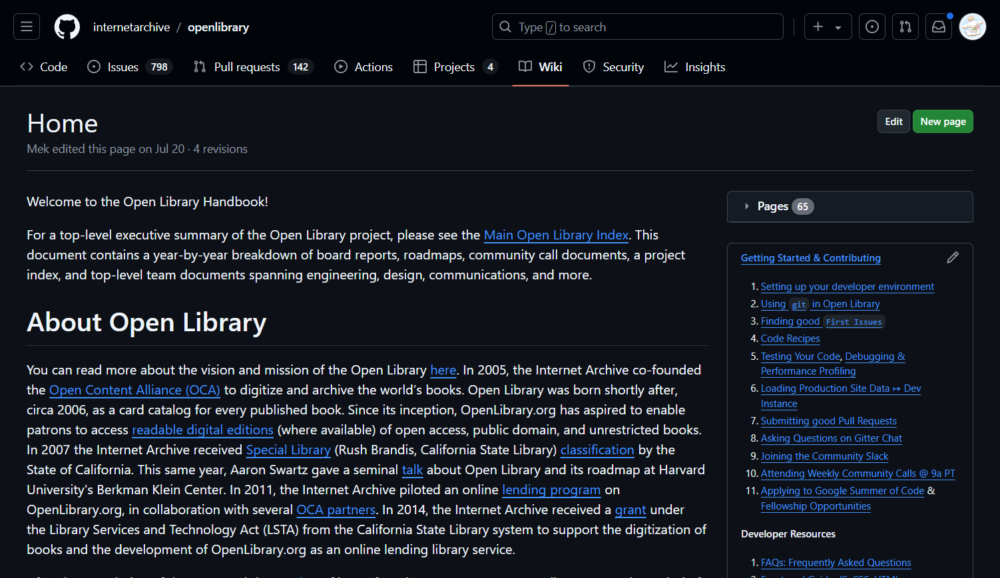 internetarchive / openlibrary
Type / to search
Code
Issues 798
Pull requests 142
Actions
Projects 4
Wiki
Security
Insights
Home
Edit
New page
Mek edited this page on Jul 20 · 4 revisions
Welcome to the Open Library Handbook!
For a top-level executive summary of the Open Library project, please see the Main Open Library Index. This
document contains a year-by-year breakdown of board reports, roadmaps, community call documents, a project
index, and top-level team documents spanning engineering, design, communications, and more.
About Open Library
You can read more about the vision and mission of the Open Library here. In 2005, the Internet Archive co-founded
the Open Content Alliance (OCA) to digitize and archive the world’s books. Open Library was born shortly after,
circa 2006, as a card catalog for every published book. Since its inception, OpenLibrary.org has aspired to enable
patrons to access readable digital editions (where available) of open access, public domain, and unrestricted books.
In 2007 the Internet Archive received Special Library (Rush Brandis, California State Library) classification by the
State of California. This same year, Aaron Swartz gave a seminal talk about Open Library and its roadmap at Harvard
University's Berkman Klein Center. In 2011, the Internet Archive piloted an online lending program on
OpenLibrary.org, in collaboration with several OCA partners. In 2014, the Internet Archive received a grant under
the Library Services and Technology Act (LSTA) from the California State Library system to support the digitization of
books and the development of OpenLibrary.org as an online lending library service.
Pages 65
Getting Started & Contributing
1. Setting up your developer environment
2. Using git in Open Library
3. Finding good First Issues
4. Code Recipes
5. Testing Your Code, Debugging &
Performance Profiling
6. Loading Production Site Data ↦ Dev
Instance
7. Submitting good Pull Requests
8. Asking Questions on Gitter Chat
9. Joining the Community Slack
10. Attending Weekly Community Calls @ 9a PT
11. Applying to Google Summer of Code &
Fellowship Opportunities
Developer Resources
1. FAQs: Frequently Asked Questions